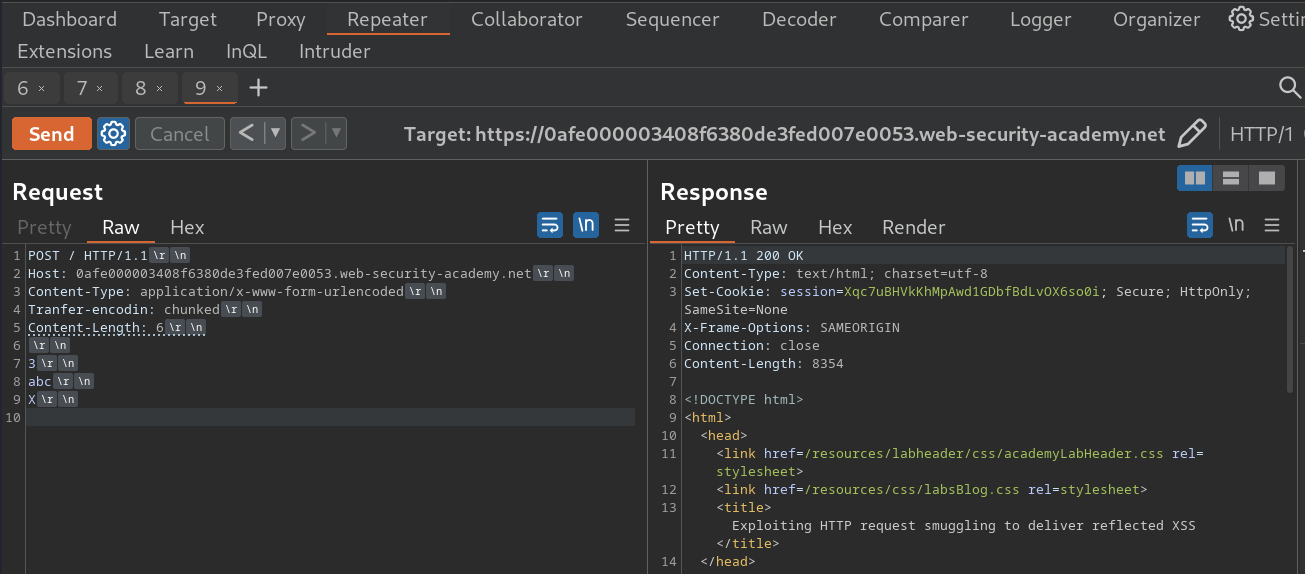 Dashboard Target Proxy Repeater Collaborator Sequencer Decoder Comparer Logger Organizer
Extensions Learn InQL Intruder
6 × 7 × 8 × 9 × +
Send Cancel < ▾ > ▾ Target: https://0afe000003408f6380de3fed007e0053.web-security-academy.net HTTP/1
Request
Pretty Raw Hex \n
1 POST / HTTP/1.1 \r \n
2 Host: 0afe000003408f6380de3fed007e0053.web-security-academy.net \r \n
3 Content-Type: application/x-www-form-urlencoded \r \n
4 Tranfer-encodin: chunked \r \n
5 Content-Length: 6 \r \n
6 \r \n
7 3 \r \n
8 abc \r \n
9 X \r \n
10
Response
Pretty Raw Hex Render \n
1 HTTP/1.1 200 OK
2 Content-Type: text/html; charset=utf-8
3 Set-Cookie: session=Xqc7uBHVkKhMpAwd1GDbfBdLvOX6so0i; Secure; HttpOnly;
SameSite=None
4 X-Frame-Options: SAMEORIGIN
5 Connection: close
6 Content-Length: 8354
7
8 <!DOCTYPE html>
9 <html>
10 <head>
11 <link href=/resources/labheader/css/academyLabHeader.css rel=
stylesheet>
12 <link href=/resources/css/labsBlog.css rel=stylesheet>
13 <title>
Exploiting HTTP request smuggling to deliver reflected XSS
</title>
14 </head>